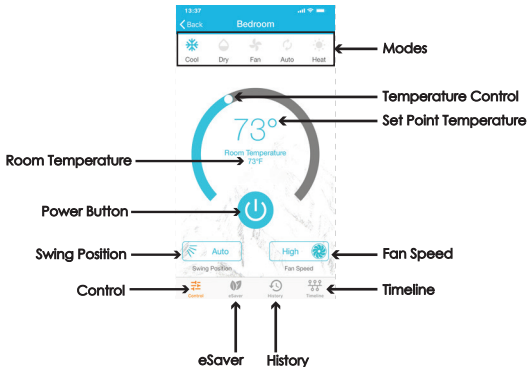 13:37
Back Bedroom
Cool Dry Fan Auto Heat
Modes
Temperature Control
73°
Set Point Temperature
Room Temperature
Room Temperature
73°F
Power Button
Swing Position
Auto
High
Fan Speed
Swing Position
Fan Speed
Control
Control
eSaver
History
Timeline
Timeline
eSaver
History